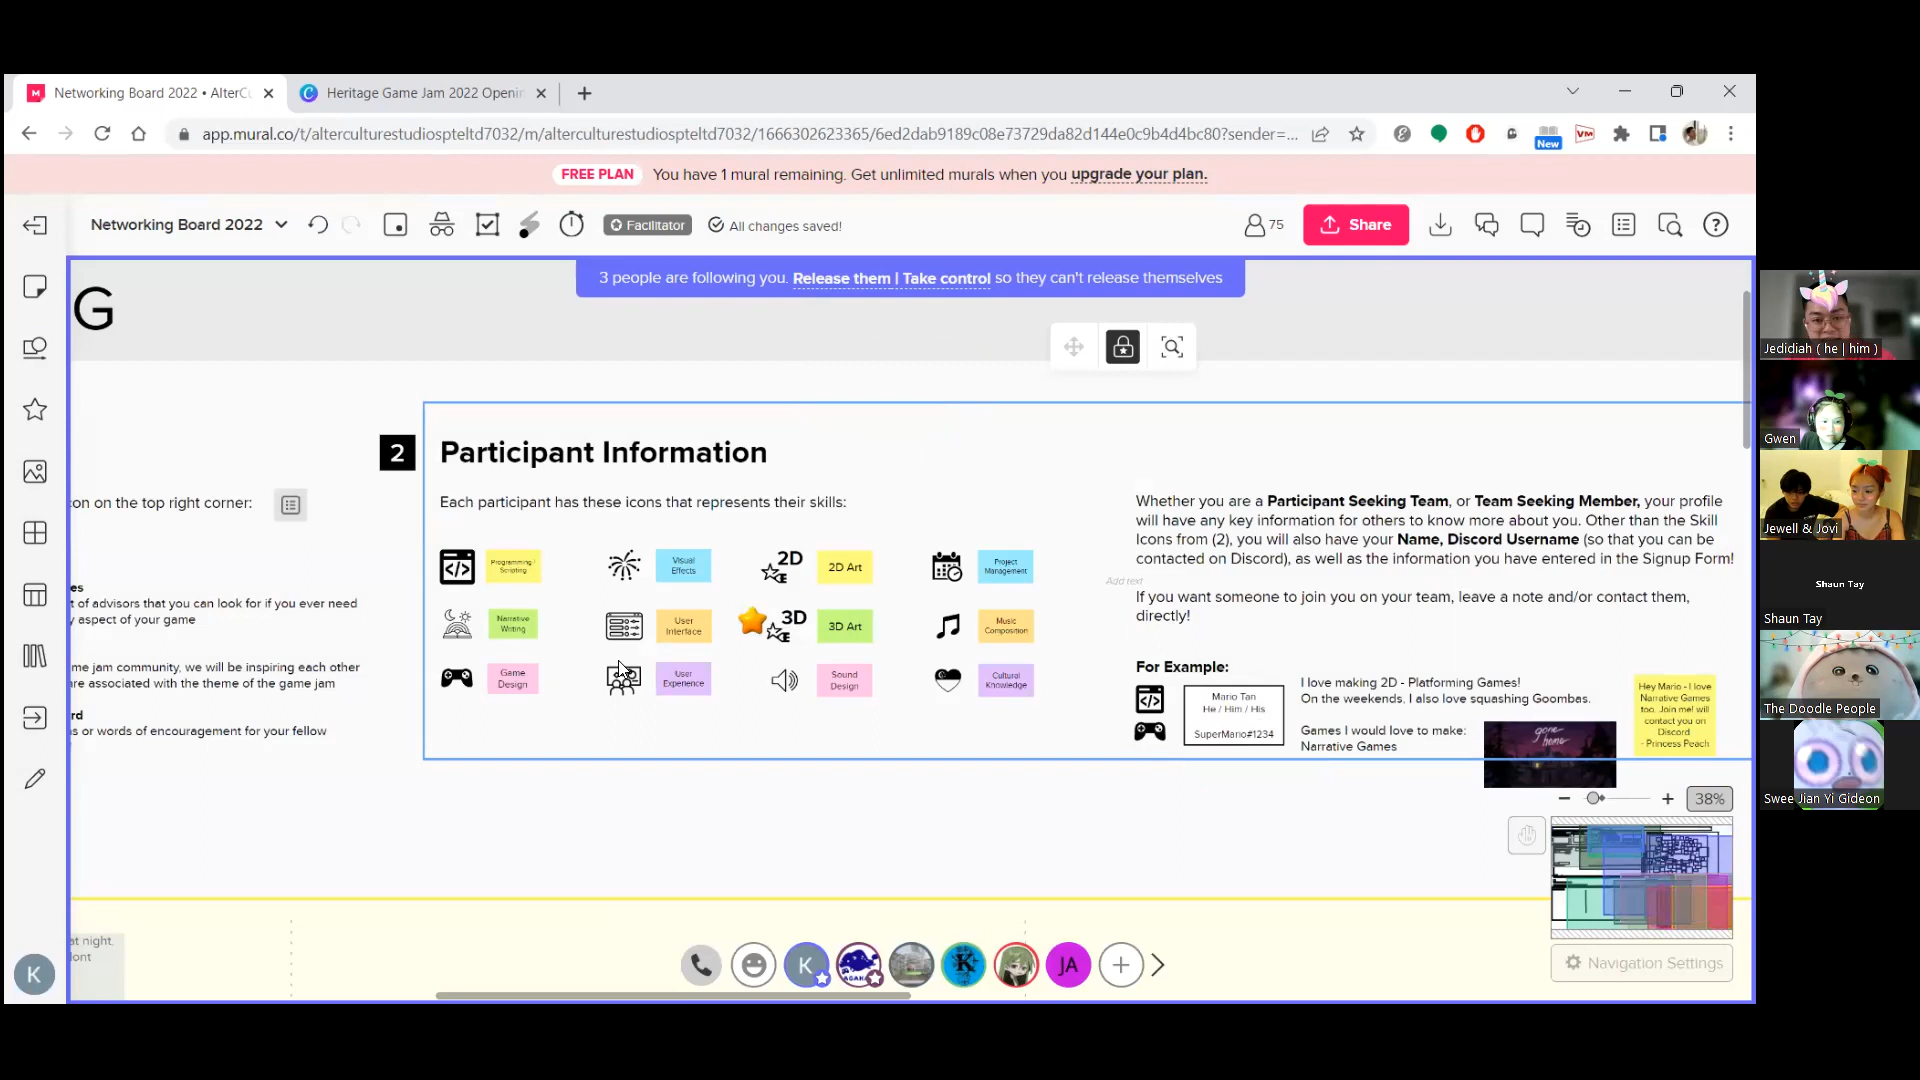 Networking Board 2022 • AlterCu
Heritage Game Jam 2022 Openin
app.mural.co/t/alterculturestudiospteltd7032/m/alterculturestudiospteltd7032/1666302623365/6ed2dab9189c08e73729da82d144e0c9b4d4bc80?sender=...
New
VM
FREE PLAN
You have 1 mural remaining. Get unlimited murals when you upgrade your plan.
Networking Board 2022
Facilitator
All changes saved!
75
Share
3 people are following you. Release them | Take control so they can't release themselves
G
2
Participant Information
con on the top right corner:
Each participant has these icons that represents their skills:
Programming / Scripting
Visual Effects
2D
2D Art
Project Management
Narrative Writing
User Interface
3D
3D Art
Music Composition
Game Design
User Experience
Sound Design
Cultural Knowledge
es
t of advisors that you can look for if you ever need
y aspect of your game
me jam community, we will be inspiring each other
re associated with the theme of the game jam
rd
s or words of encouragement for your fellow
Whether you are a Participant Seeking Team, or Team Seeking Member, your profile
will have any key information for others to know more about you. Other than the Skill
Icons from (2), you will also have your Name, Discord Username (so that you can be
contacted on Discord), as well as the information you have entered in the Signup Form!
Add text
If you want someone to join you on your team, leave a note and/or contact them,
directly!
For Example:
Mario Tan
He / Him / His
SuperMario#1234
I love making 2D - Platforming Games!
On the weekends, I also love squashing Goombas.
Games I would love to make:
Narrative Games
gone home
Hey Mario - I love
Narrative Games
too. Join me! will
contact you on
Discord
- Princess Peach
38%
Navigation Settings
at night.
dont
K
K
AGAKA
K
JA
Jedidiah ( he | him )
Gwen
Jewell & Jovi
Shaun Tay
Shaun Tay
The Doodle People
Swee Jian Yi Gideon